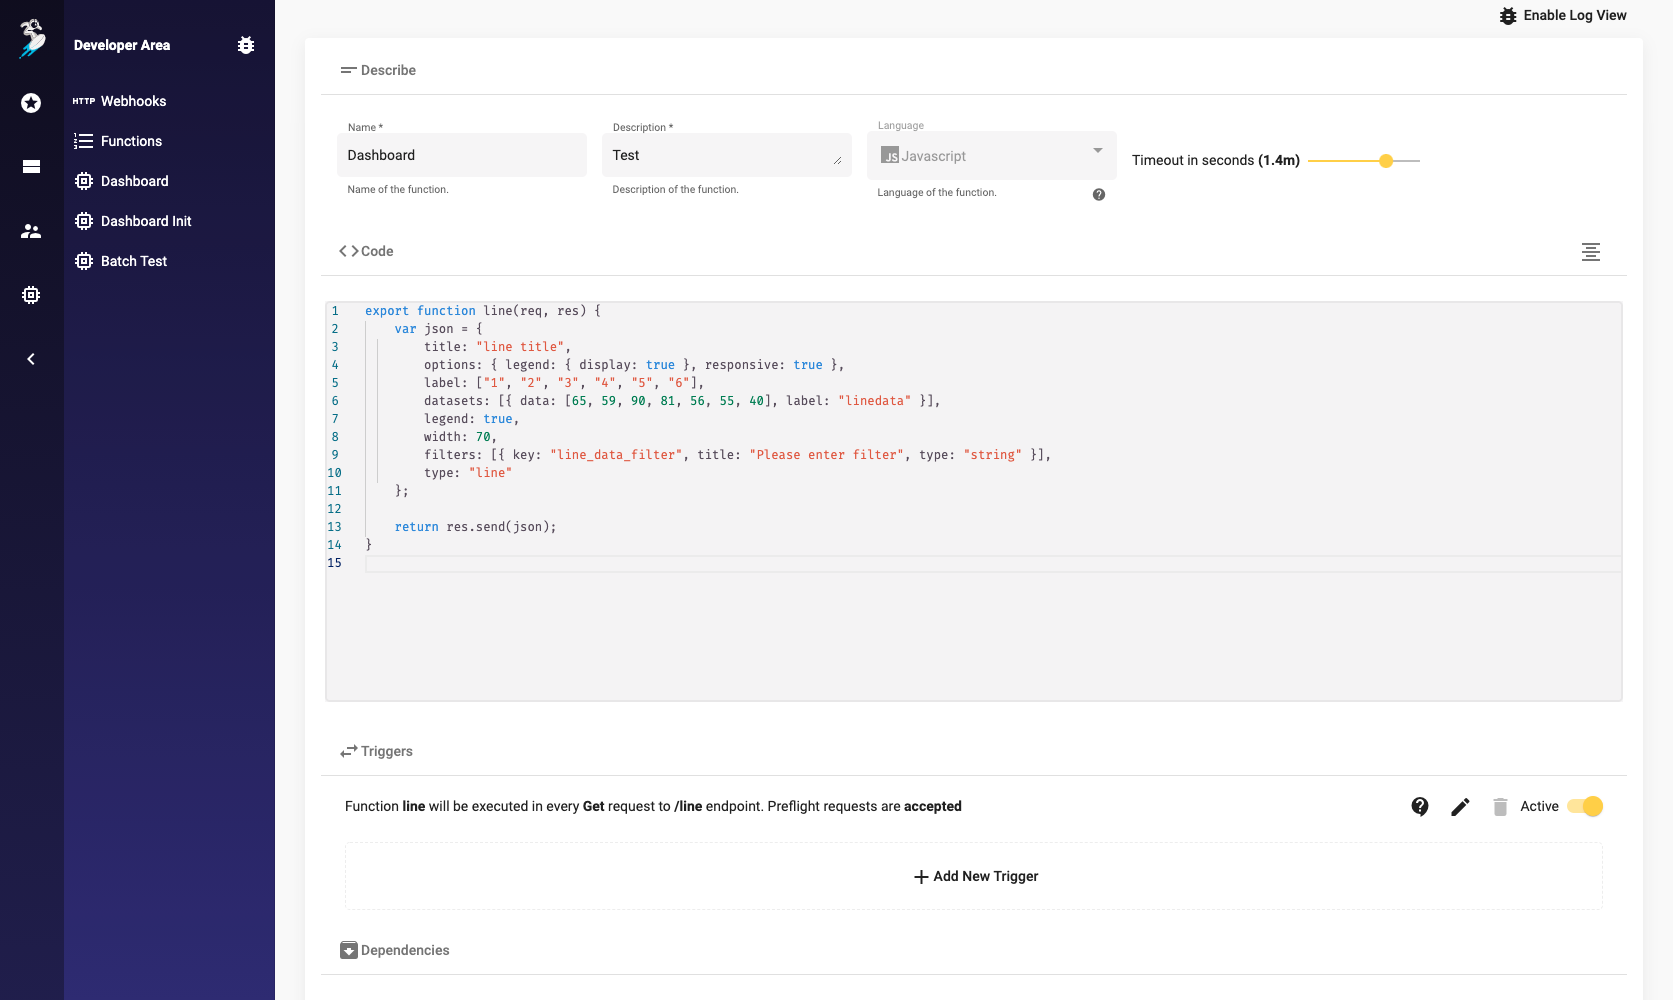 Enable Log View
Developer Area
HTTP Webhooks
Functions
Dashboard
Dashboard Init
Batch Test
Describe
Name *
Dashboard
Name of the function.
Description *
Test
Description of the function.
Language
JS Javascript
Language of the function.
Timeout in seconds (1.4m)
Code
1 export function line(req, res) {
2 var json = {
3 title: "line title",
4 options: { legend: { display: true }, responsive: true },
5 label: ["1", "2", "3", "4", "5", "6"],
6 datasets: [{ data: [65, 59, 90, 81, 56, 55, 40], label: "linedata" }],
7 legend: true,
8 width: 70,
9 filters: [{ key: "line_data_filter", title: "Please enter filter", type: "string" }],
10 type: "line"
11 };
12
13 return res.send(json);
14 }
15
Triggers
Function line will be executed in every Get request to /line endpoint. Preflight requests are accepted
Active
Add New Trigger
Dependencies